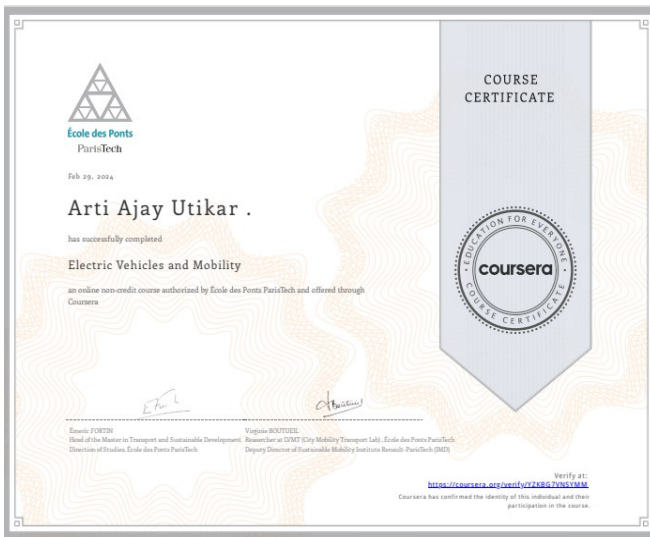 École des Ponts
ParisTech
Feb 29, 2024
Arti Ajay Utikar .
has successfully completed
Electric Vehicles and Mobility
an online non-credit course authorized by École des Ponts ParisTech and offered through
Coursera
COURSE
CERTIFICATE
EDUCATION FOR EVERYONE
coursera
COURSE CERTIFICATE
Emeric FORTIN
Head of the Master in Transport and Sustainable Development,
Direction of Studies, École des Ponts ParisTech
Virginie BOUTUEIL
Researcher at LVMT (City Mobility Transport Lab), École des Ponts ParisTech
Deputy Director of Sustainable Mobility Institute Renault-ParisTech (IMD)
Verify at:
https://coursera.org/verify/YZKBG7VNSYMM
Coursera has confirmed the identity of this individual and their
participation in the course.